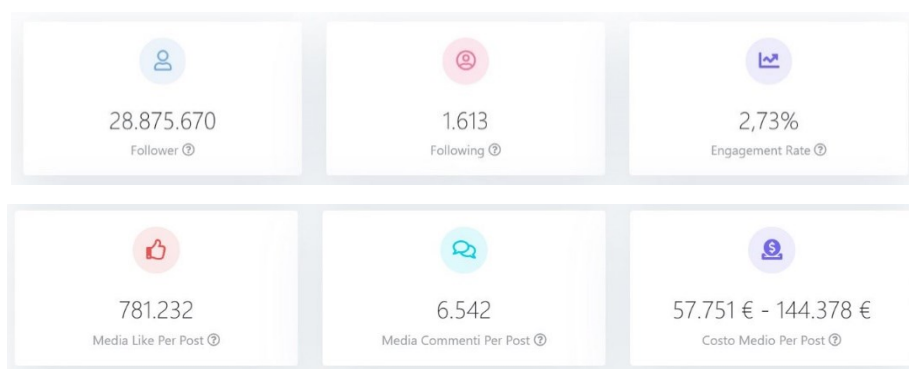 28.875.670
Follower
1.613
Following
2,73%
Engagement Rate
781.232
Media Like Per Post
6.542
Media Commenti Per Post
57.751 € - 144.378 €
Costo Medio Per Post